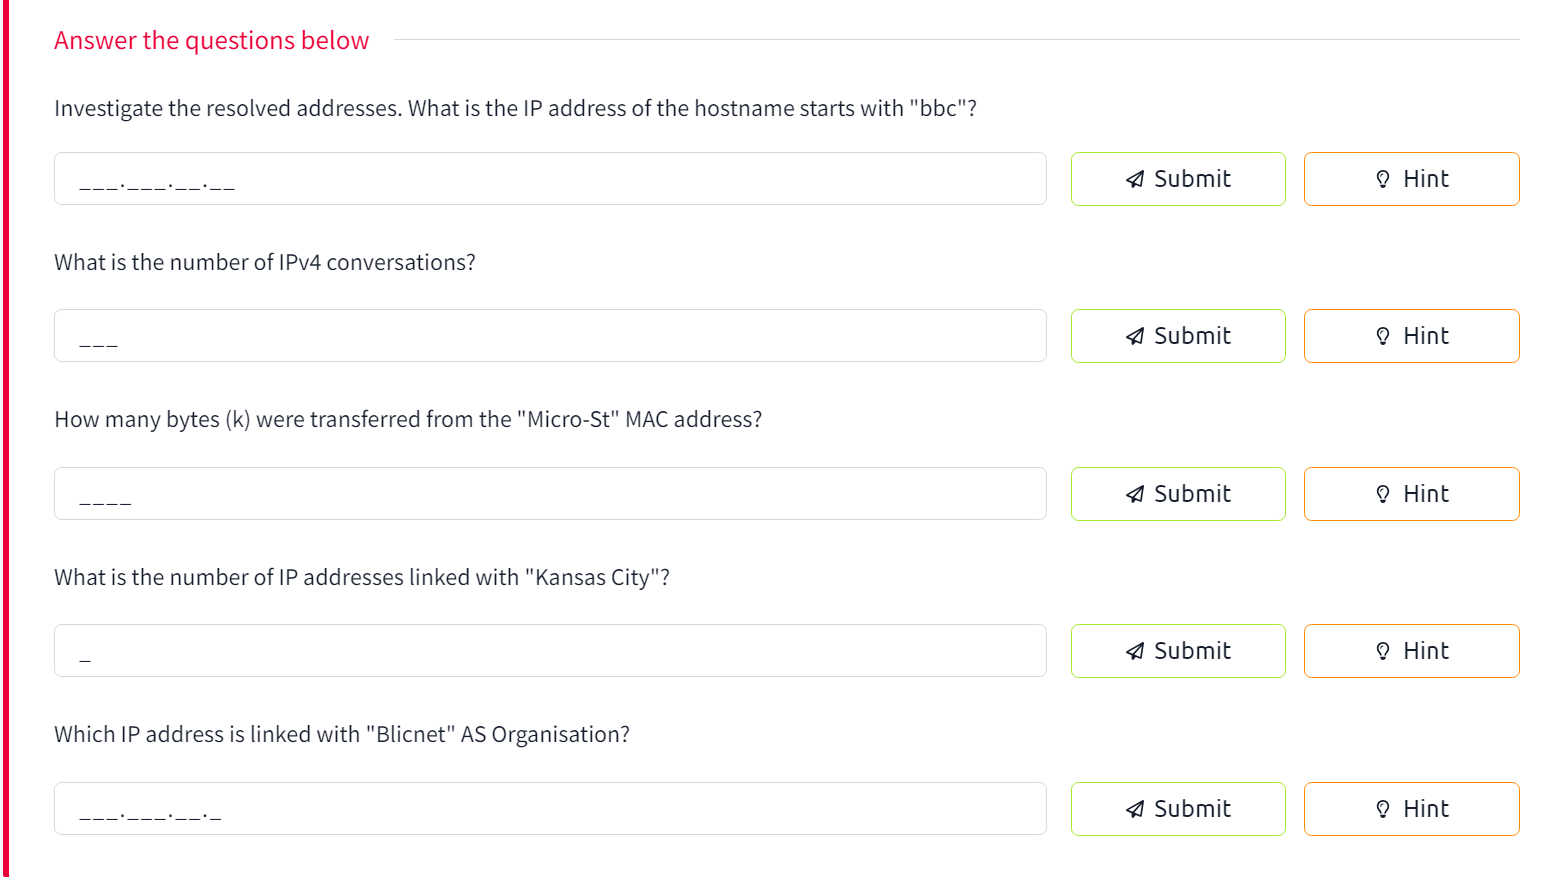 Answer the questions below
Investigate the resolved addresses. What is the IP address of the hostname starts with "bbc"?
___.___.__.__
Submit
Hint
What is the number of IPv4 conversations?
___
Submit
Hint
How many bytes (k) were transferred from the "Micro-St" MAC address?
____
Submit
Hint
What is the number of IP addresses linked with "Kansas City"?
_
Submit
Hint
Which IP address is linked with "Blicnet" AS Organisation?
___.___.__._
Submit
Hint